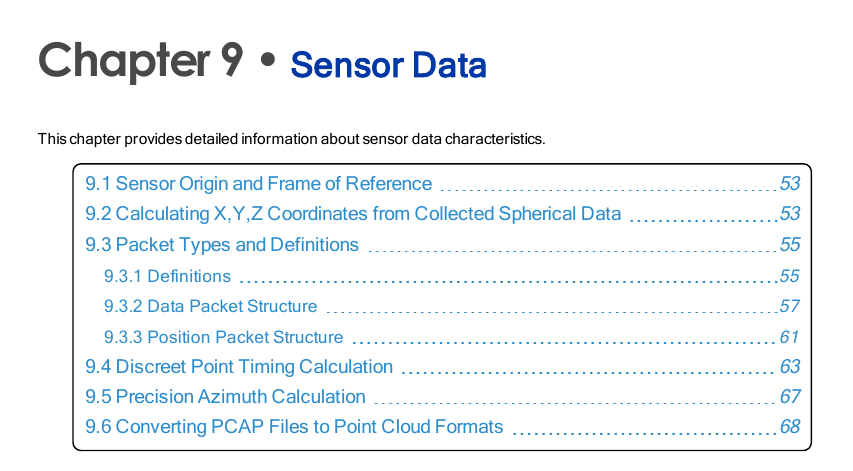 Chapter 9 • Sensor Data
This chapter provides detailed information about sensor data characteristics.
9.1 Sensor Origin and Frame of Reference 53
9.2 Calculating X,Y,Z Coordinates from Collected Spherical Data 53
9.3 Packet Types and Definitions 55
9.3.1 Definitions 55
9.3.2 Data Packet Structure 57
9.3.3 Position Packet Structure 61
9.4 Discreet Point Timing Calculation 63
9.5 Precision Azimuth Calculation 67
9.6 Converting PCAP Files to Point Cloud Formats 68